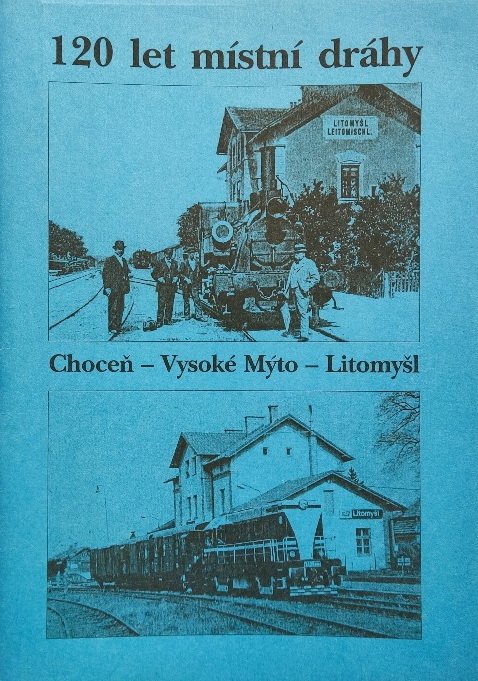 120 let místní dráhy
LITOMYŠL
LEITOMISCHL.
Choceň – Vysoké Mýto – Litomyšl
Litomyšl